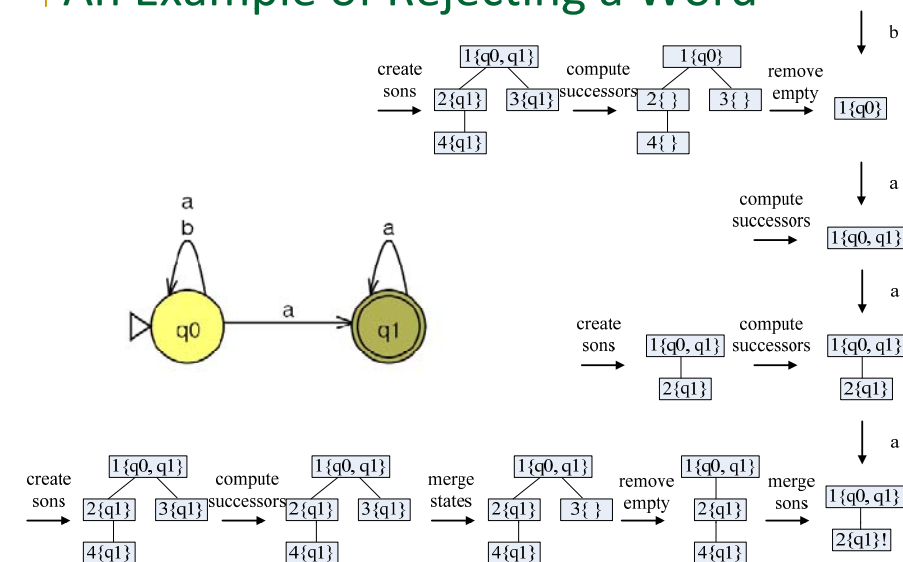 An Example of Rejecting a Word
b
create sons
1{q0, q1}
2{q1} 3{q1}
4{q1}
compute successors
1{q0}
2{ } 3{ }
4{ }
remove empty
1{q0}
a
compute successors
1{q0, q1}
a
create sons
1{q0, q1}
2{q1}
compute successors
1{q0, q1}
2{q1}
a
a
b
a
q0
a
q1
create sons
1{q0, q1}
2{q1} 3{q1}
4{q1}
compute successors
1{q0, q1}
2{q1} 3{q1}
4{q1}
merge states
1{q0, q1}
2{q1} 3{ }
4{q1}
remove empty
1{q0, q1}
2{q1}
4{q1}
merge sons
1{q0, q1}
2{q1}!